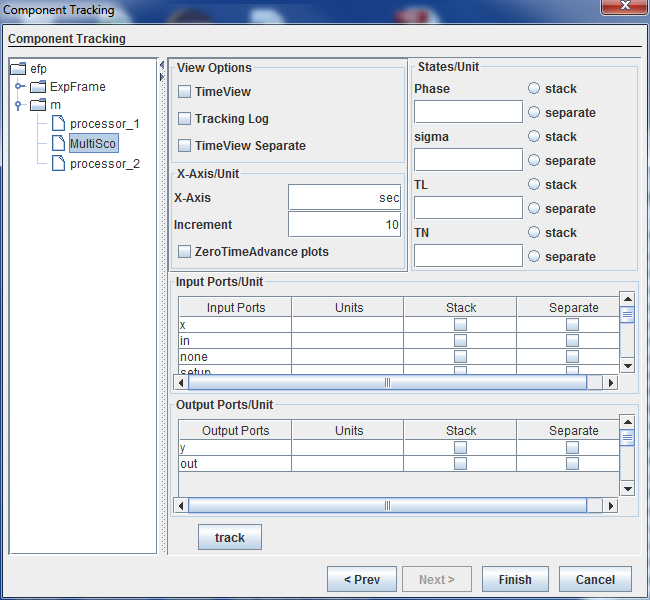 Component Tracking
Component Tracking
efp
ExpFrame
m
processor_1
MultiSco
processor_2
View Options
TimeView
Tracking Log
TimeView Separate
X-Axis/Unit
X-Axis sec
Increment 10
ZeroTimeAdvance plots
States/Unit
Phase stack
separate
sigma stack
separate
TL stack
separate
TN stack
separate
Input Ports/Unit
Input Ports Units Stack Separate
x
in
none
setup
Output Ports/Unit
Output Ports Units Stack Separate
y
out
track
< Prev Next > Finish Cancel